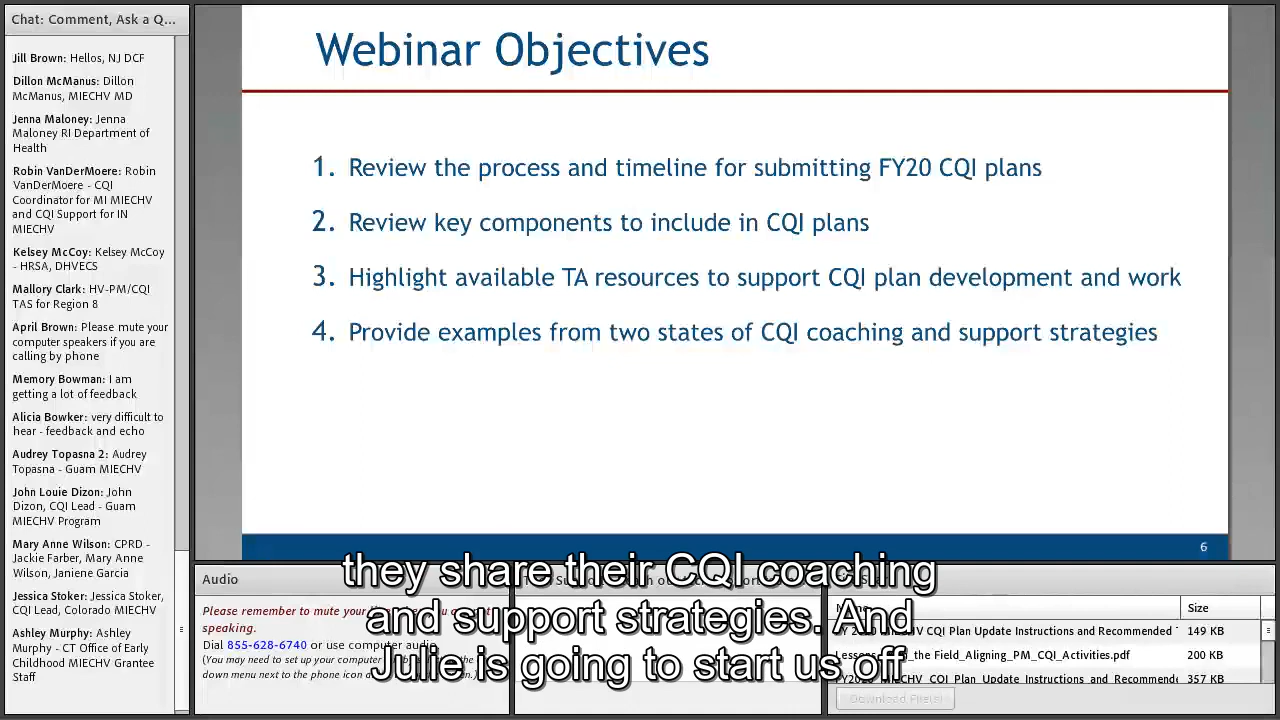 Chat: Comment, Ask a Q...
Jill Brown: Hellos, NJ DCF
Dillon McManus: Dillon
McManus, MIECHV MD
Jenna Maloney: Jenna
Maloney RI Department of
Health
Robin VanDerMoere: Robin
VanDerMoere - CQI
Coordinator for MI MIECHV
and CQI Support for IN
MIECHV
Kelsey McCoy: Kelsey McCoy
- HRSA, DHVECS
Mallory Clark: HV-PM/CQI
TAS for Region 8
April Brown: Please mute your
computer speakers if you are
calling by phone
Memory Bowman: I am
getting a lot of feedback
Alicia Bowker: very difficult to
hear - feedback and echo
Audrey Topasna 2: Audrey
Topasna - Guam MIECHV
John Louie Dizon: John
Dizon, CQI Lead - Guam
MIECHV Program
Mary Anne Wilson: CPRD -
Jackie Farber, Mary Anne
Wilson, Janiene Garcia
Jessica Stoker: Jessica Stoker,
CQI Lead, Colorado MIECHV
Ashley Murphy: Ashley
Murphy - CT Office of Early
Childhood MIECHV Grantee
Staff
Webinar Objectives
1. Review the process and timeline for submitting FY20 CQI plans
2. Review key components to include in CQI plans
3. Highlight available TA resources to support CQI plan development and work
4. Provide examples from two states of CQI coaching and support strategies
6
they share their CQI coaching
and support strategies. And
Julie is going to start us off
Audio
Please remember to mute your
speaking.
Dial 855-628-6740 or use computer audio
(You may need to set up your
down menu next to the phone icon
Size
FY 2020 MIECHV CQI Plan Update Instructions and Recommended 149 KB
the Field_Aligning_PM_CQI_Activities.pdf 200 KB
FY2020 MIECHV CQI Plan Update Instructions and Recommended 357 KB
Download File(s)